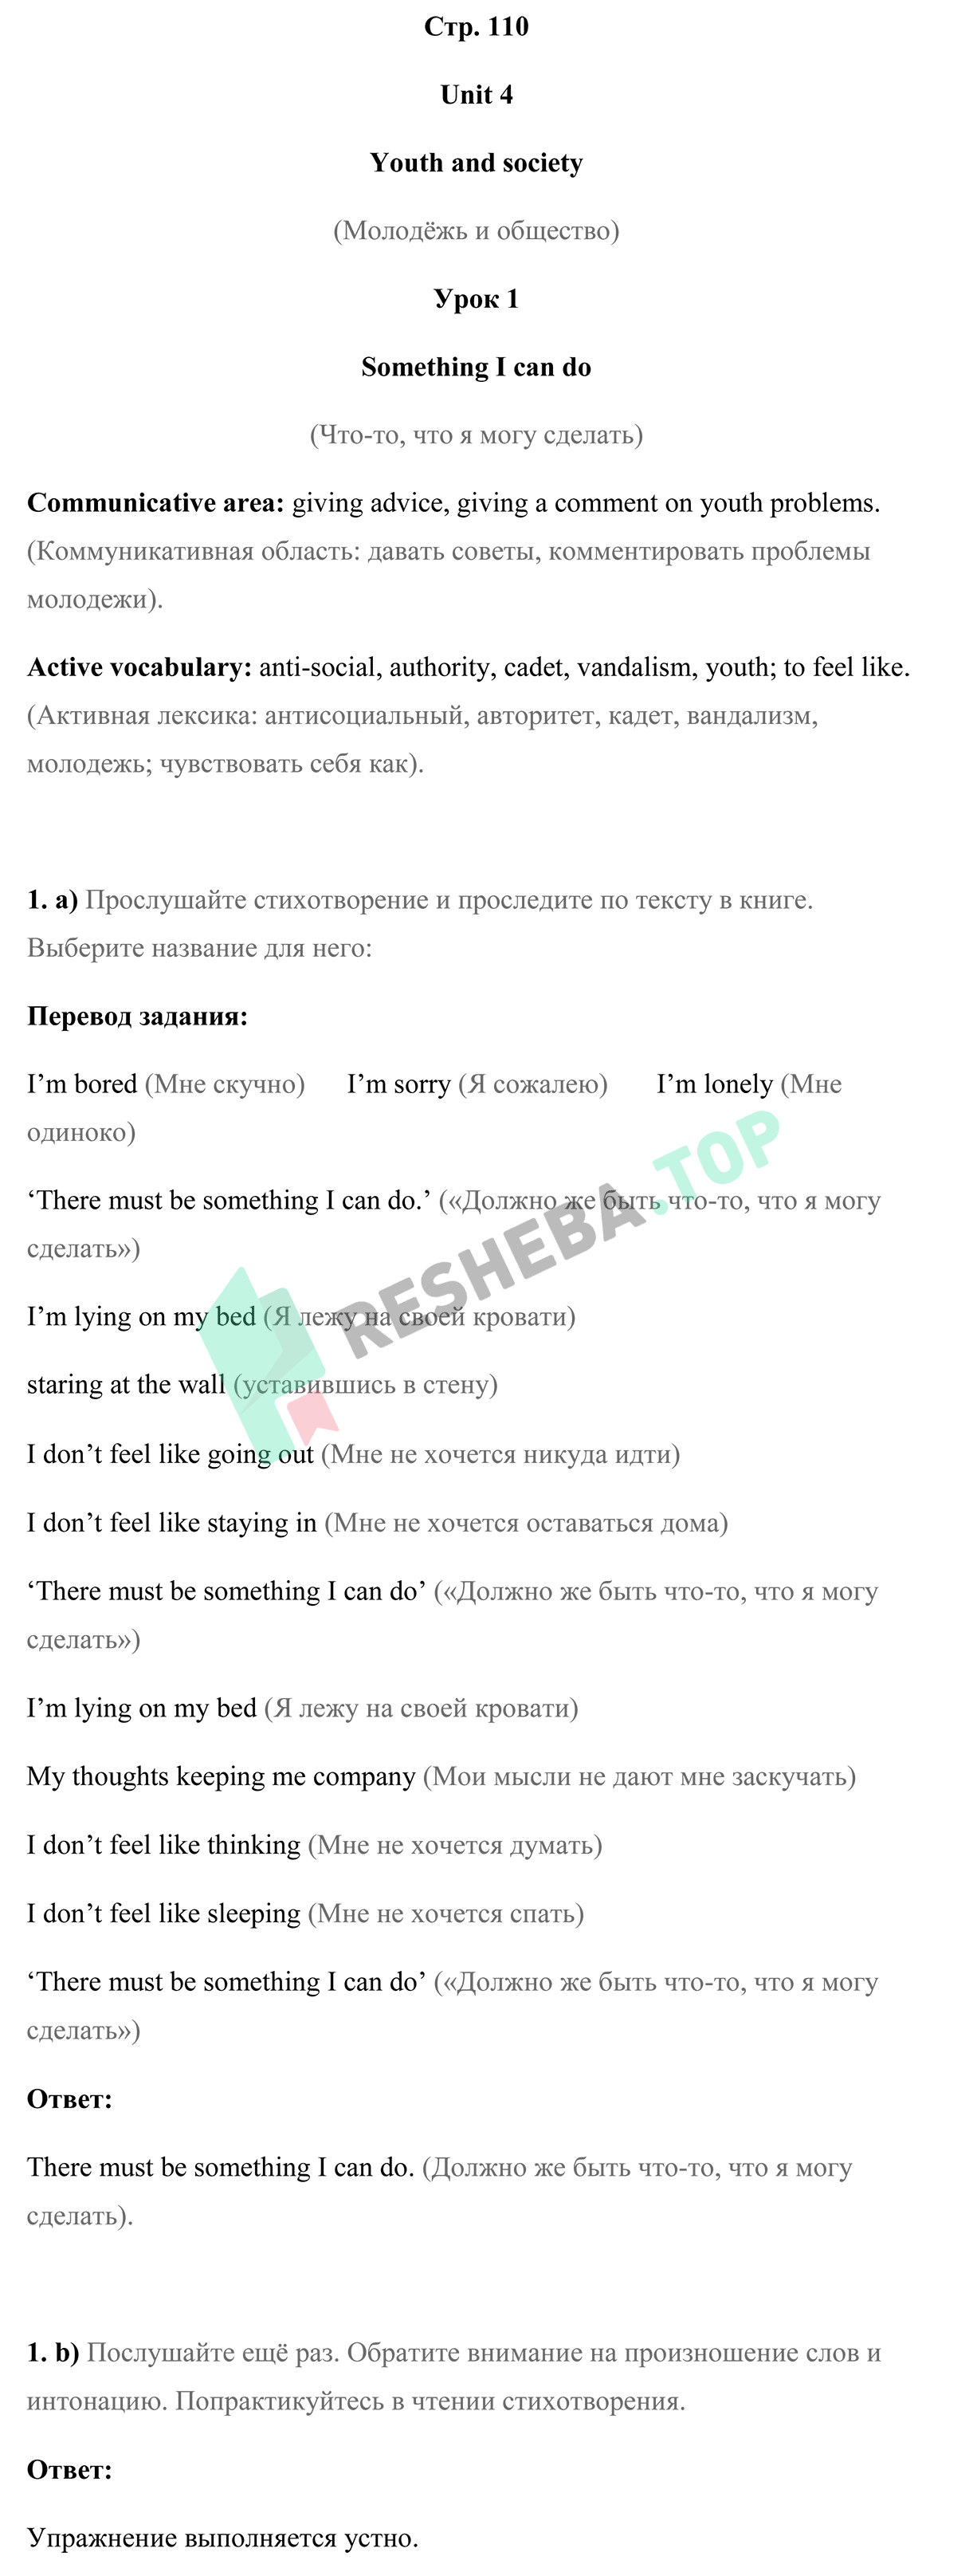 Стр. 110
Unit 4
Youth and society
(Молодёжь и общество)
Урок 1
Something I can do
(Что-то, что я могу сделать)
Communicative area: giving advice, giving a comment on youth problems.
(Коммуникативная область: давать советы, комментировать проблемы
молодежи).
Active vocabulary: anti-social, authority, cadet, vandalism, youth; to feel like.
(Активная лексика: антисоциальный, авторитет, кадет, вандализм,
молодежь; чувствовать себя как).
1. a) Прослушайте стихотворение и проследите по тексту в книге.
Выберите название для него:
Перевод задания:
I’m bored (Мне скучно) I’m sorry (Я сожалею) I’m lonely (Мне
одиноко)
‘There must be something I can do.’ («Должно же быть что-то, что я могу
сделать»)
I’m lying on my bed (Я лежу на своей кровати)
staring at the wall (уставившись в стену)
I don’t feel like going out (Мне не хочется никуда идти)
I don’t feel like staying in (Мне не хочется оставаться дома)
‘There must be something I can do’ («Должно же быть что-то, что я могу
сделать»)
I’m lying on my bed (Я лежу на своей кровати)
My thoughts keeping me company (Мои мысли не дают мне заскучать)
I don’t feel like thinking (Мне не хочется думать)
I don’t feel like sleeping (Мне не хочется спать)
‘There must be something I can do’ («Должно же быть что-то, что я могу
сделать»)
Ответ:
There must be something I can do. (Должно же быть что-то, что я могу
сделать).
1. b) Послушайте ещё раз. Обратите внимание на произношение слов и
интонацию. Попрактикуйтесь в чтении стихотворения.
Ответ:
Упражнение выполняется устно.
RESHEBA.TOP